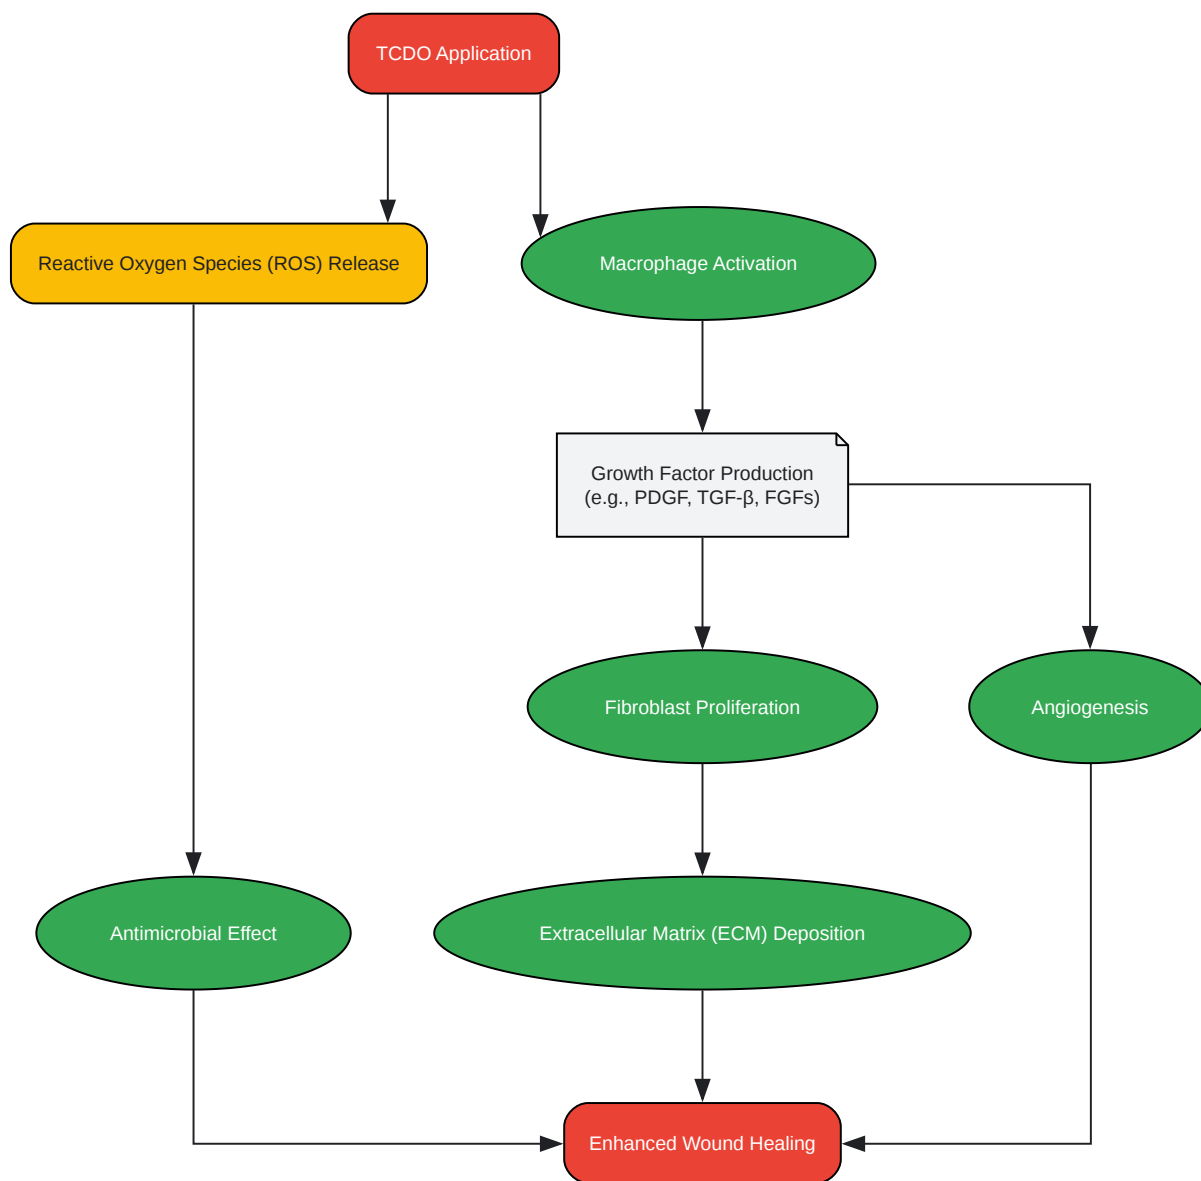 TCDO Application
Reactive Oxygen Species (ROS) Release
Macrophage Activation
Growth Factor Production
(e.g., PDGF, TGF-β, FGFs)
Fibroblast Proliferation
Angiogenesis
Antimicrobial Effect
Extracellular Matrix (ECM) Deposition
Enhanced Wound Healing